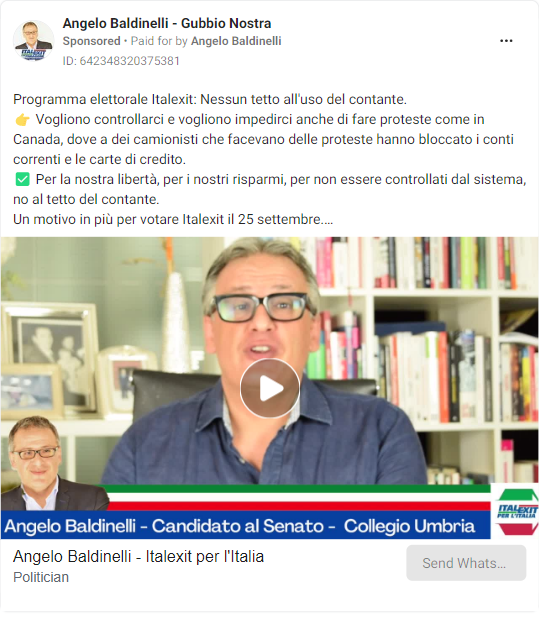 Angelo Baldinelli - Gubbio Nostra
Sponsored • Paid for by Angelo Baldinelli
ID: 642348320375381
Programma elettorale Italexit: Nessun tetto all'uso del contante.
👉 Vogliono controllarci e vogliono impedirci anche di fare proteste come in
Canada, dove a dei camionisti che facevano delle proteste hanno bloccato i conti
correnti e le carte di credito.
✅ Per la nostra libertà, per i nostri risparmi, per non essere controllati dal sistema,
no al tetto del contante.
Un motivo in più per votare Italexit il 25 settembre....
Angelo Baldinelli - Candidato al Senato - Collegio Umbria
ITALEXIT
PER L'ITALIA
Angelo Baldinelli - Italexit per l'Italia
Politician
Send Whats...